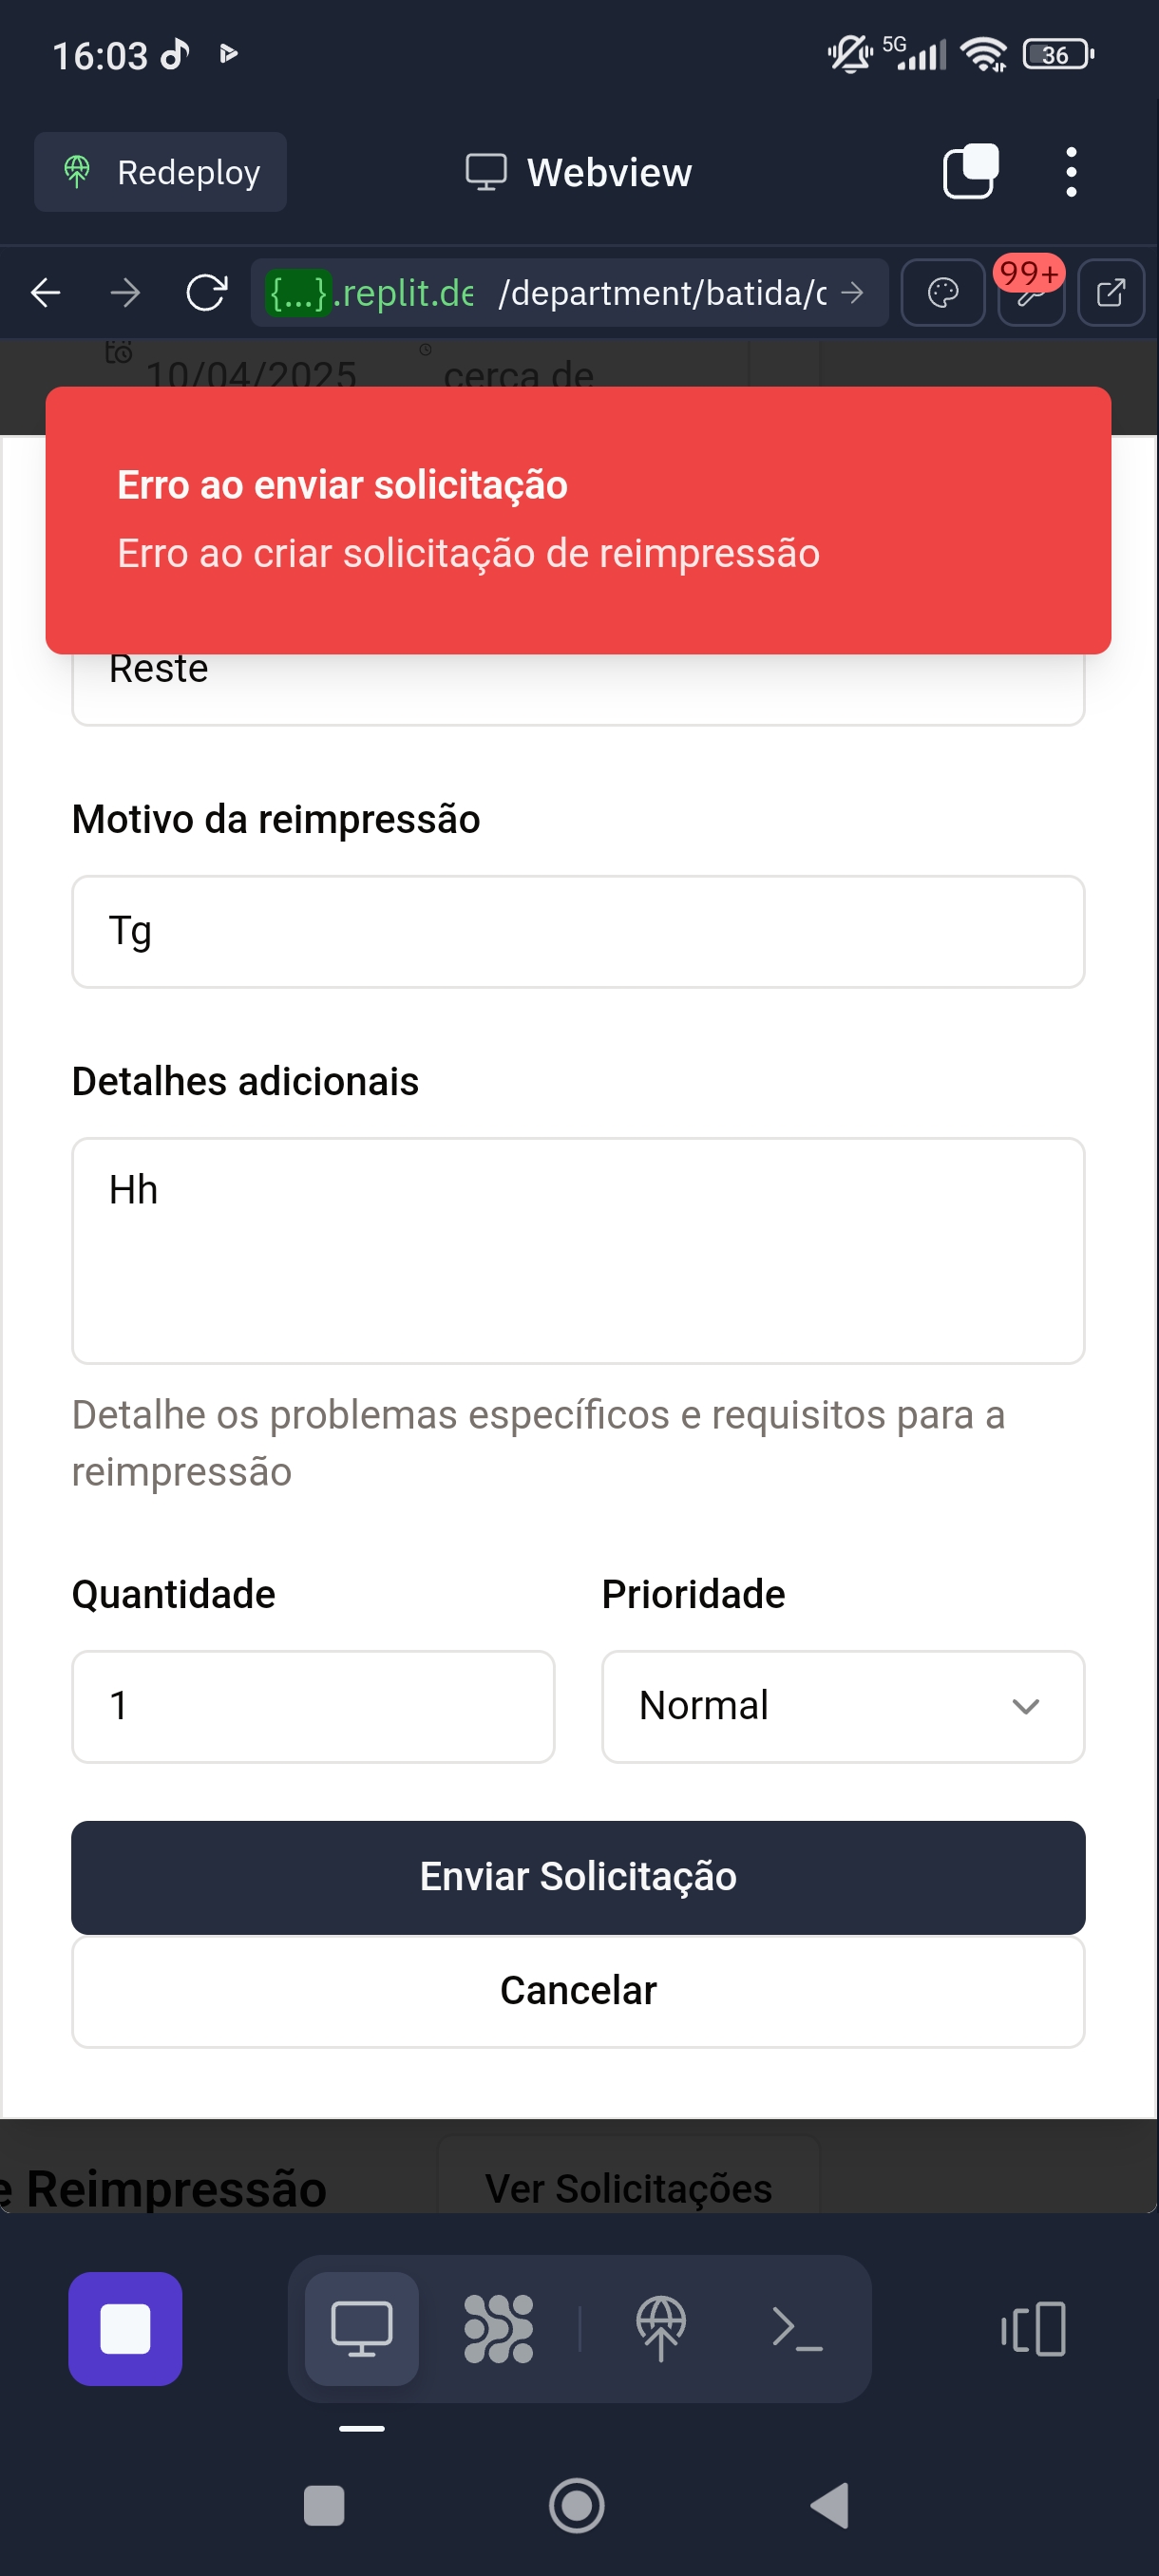 16:03
5G
36
Redeploy
Webview
{...}.replit.de /department/batida/c
99+
10/04/2025 cerca de
Erro ao enviar solicitação
Erro ao criar solicitação de reimpressão
Reste
Motivo da reimpressão
Tg
Detalhes adicionais
Hh
Detalhe os problemas específicos e requisitos para a
reimpressão
Quantidade
Prioridade
1
Normal
Enviar Solicitação
Cancelar
e Reimpressão
Ver Solicitações